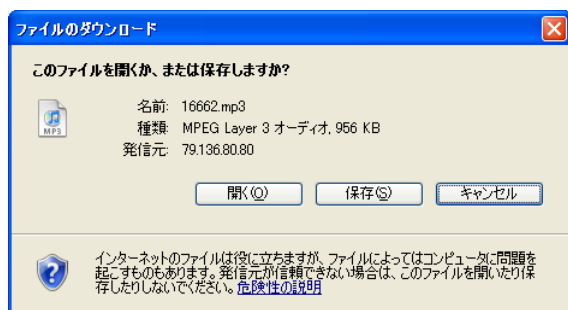 ファイルのダウンロード
このファイルを開くか、または保存しますか?
名前: 16662.mp3
種類: MPEG Layer 3 オーディオ, 956 KB
発信元: 79.136.80.80
MP3
開く(O) 保存(S) キャンセル
インターネットのファイルは役に立ちますが、ファイルによってはコンピュータに問題を
起こすものもあります。発信元が信頼できない場合は、このファイルを開いたり保
存したりしないでください。危険性の説明